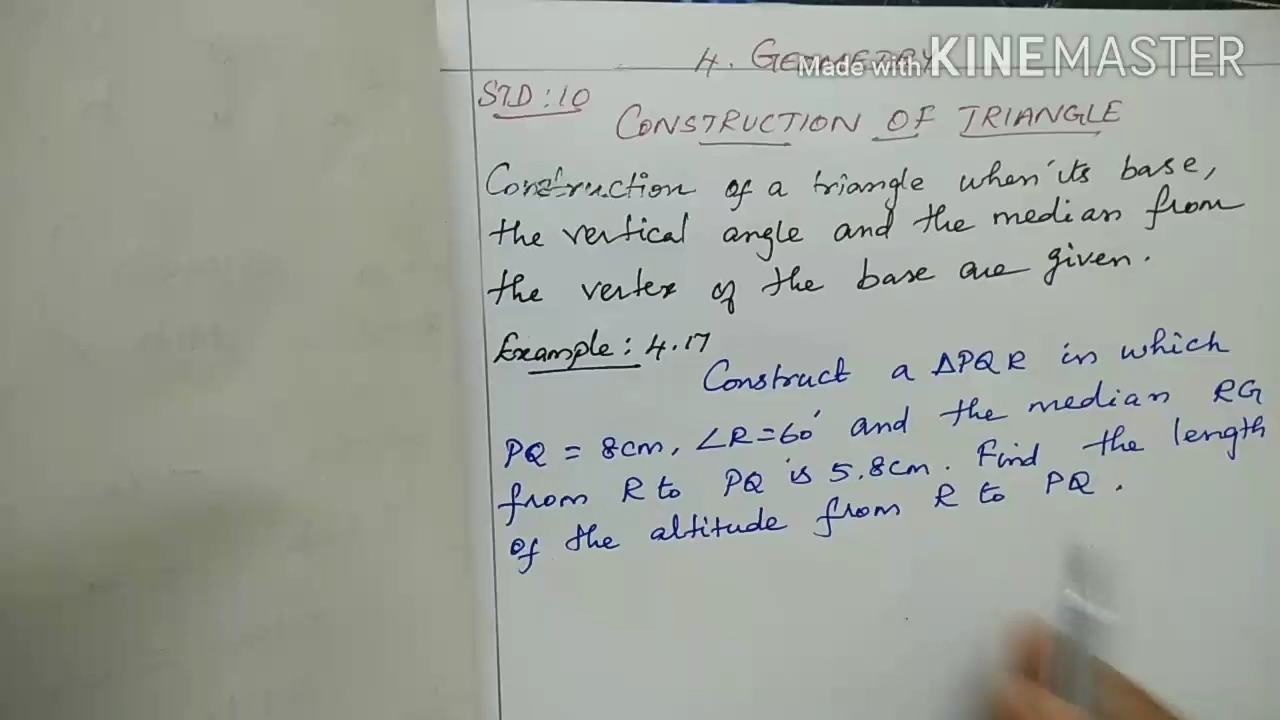 4. GEOMETRY
Made with KINEMASTER
STD: 10
CONSTRUCTION OF TRIANGLE
Construction of a triangle when its base,
the vertical angle and the median from
the vertex of the base are given.
Example: 4.17
Construct a ΔPQR in which
PQ = 8cm, ∠R=60° and the median RG
from R to PQ is 5.8cm. Find the length
of the altitude from R to PQ.